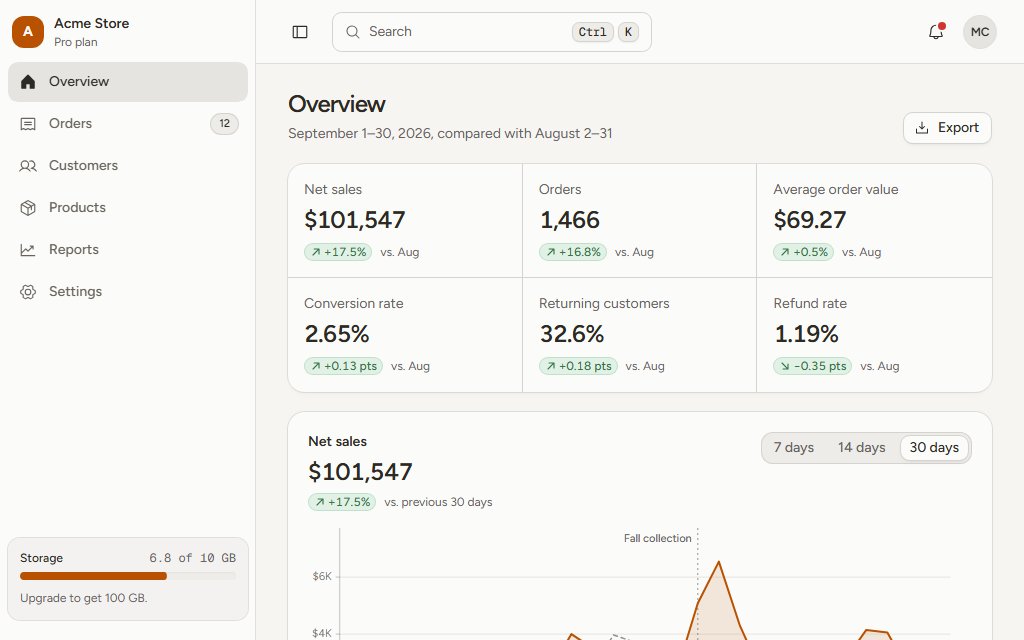 A
Acme Store
Pro plan
Overview
Orders
12
Customers
Products
Reports
Settings
Storage
6.8 of 10 GB
Upgrade to get 100 GB.
Search
Ctrl
K
MC
Overview
September 1–30, 2026, compared with August 2–31
Export
Net sales
$101,547
+17.5%
vs. Aug
Orders
1,466
+16.8%
vs. Aug
Average order value
$69.27
+0.5%
vs. Aug
Conversion rate
2.65%
+0.13 pts
vs. Aug
Returning customers
32.6%
+0.18 pts
vs. Aug
Refund rate
1.19%
−0.35 pts
vs. Aug
Net sales
$101,547
+17.5%
vs. previous 30 days
7 days
14 days
30 days
Fall collection
$6K
$4K